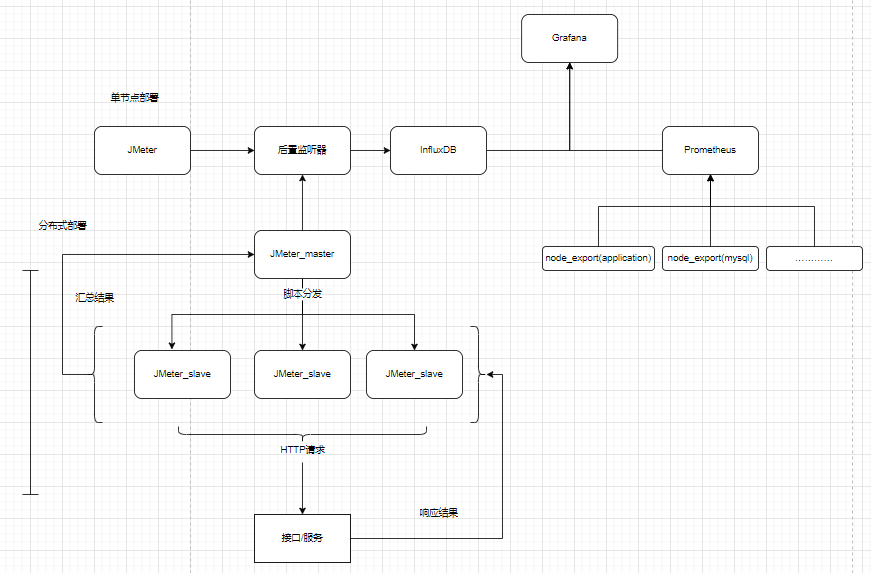 Grafana
单节点部署
JMeter
后置监听器
InfluxDB
Prometheus
分布式部署
JMeter_master
node_export(application)
node_export(mysql)
…………
汇总结果
脚本分发
JMeter_slave
JMeter_slave
JMeter_slave
HTTP请求
响应结果
接口/服务